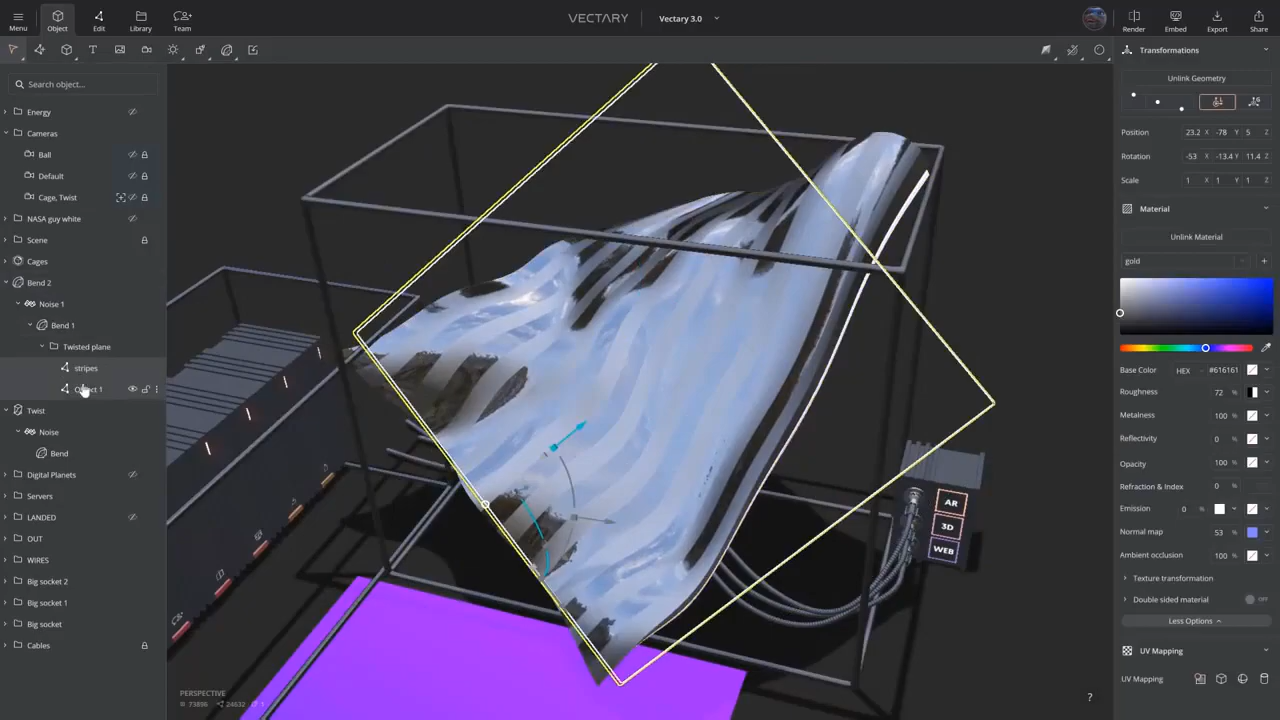 Menu Object Edit Library Team VECTARY Vectary 3.0 Render Embed Export Share
Search object...
Energy
Cameras
Ball
Default
Cage, Twist
NASA guy white
Scene
Cages
Bend 2
Noise 1
Bend 1
Twisted plane
stripes
Twist
Noise
Bend
Digital Planets
Servers
LANDED
OUT
WIRES
Big socket 2
Big socket 1
Big socket
Cables
AR
3D
WEB
PERSPECTIVE
?
Transformations
Unlink Geometry
Position 23.2 X -78 Y 5 Z
Rotation -53 X -13.4 Y 11.4 Z
Scale 1 X 1 Y 1 Z
Material
Unlink Material
gold
Base Color HEX #616161
Roughness 72 %
Metalness 100 %
Reflectivity 0 %
Opacity 100 %
Refraction & Index 0
Emission 0 %
Normal map 53 %
Ambient occlusion 100 %
Texture transformation
Double sided material OFF
Less Options
UV Mapping
UV Mapping